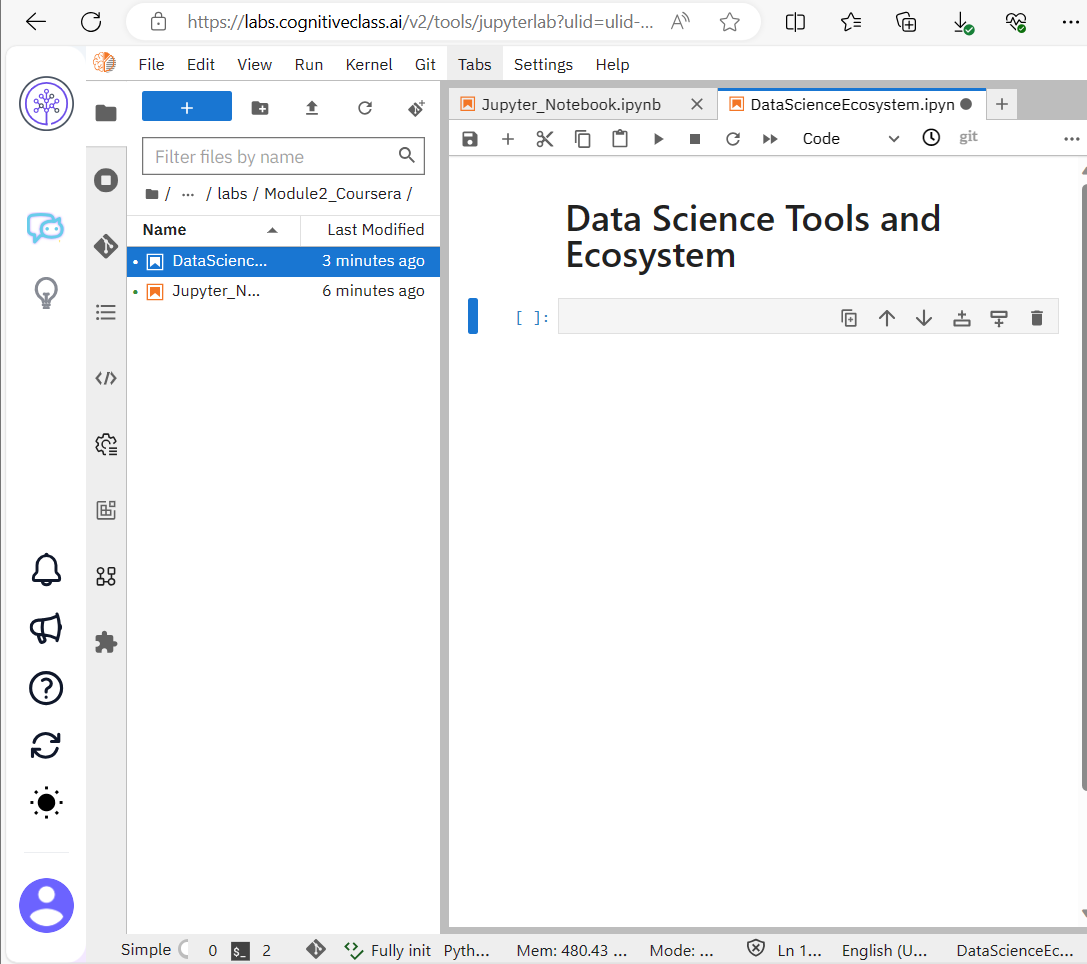 https://labs.cognitiveclass.ai/v2/tools/jupyterlab?ulid=ulid-...
File Edit View Run Kernel Git Tabs Settings Help
+
Jupyter_Notebook.ipynb
DataScienceEcosystem.ipyn
Filter files by name
Code
git
/ ... / labs / Module2_Coursera /
Name
Last Modified
DataScienc...
3 minutes ago
Jupyter_N...
6 minutes ago
Data Science Tools and
Ecosystem
[ ]:
Simple 0 $_ 2 Fully init Pyth... Mem: 480.43 ... Mode: ... Ln 1... English (U... DataScienceEc...